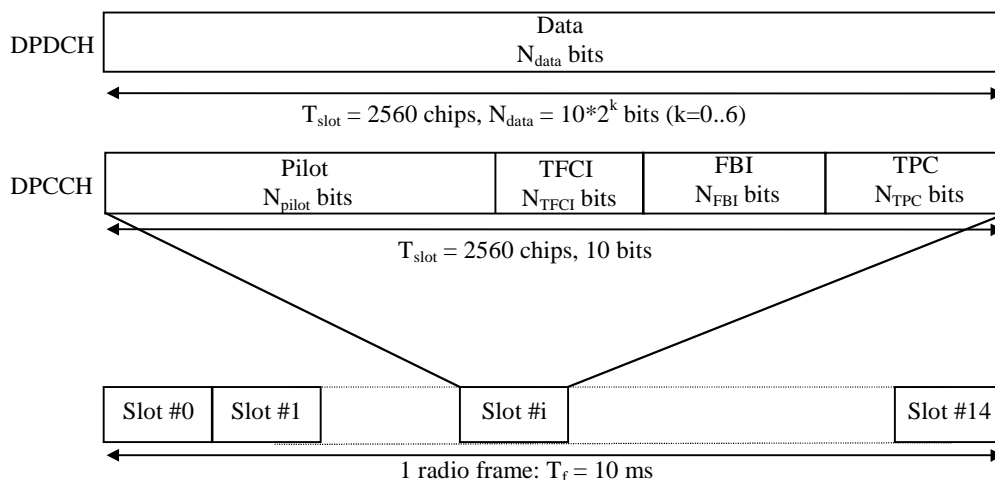 Data
DPDCH
N_data bits
T_slot = 2560 chips, N_data = 10*2^k bits (k=0..6)
Pilot TFCI FBI TPC
DPCCH
N_pilot bits N_TFCI bits N_FBI bits N_TPC bits
T_slot = 2560 chips, 10 bits
Slot #0 Slot #1 Slot #i Slot #14
1 radio frame: T_f = 10 ms